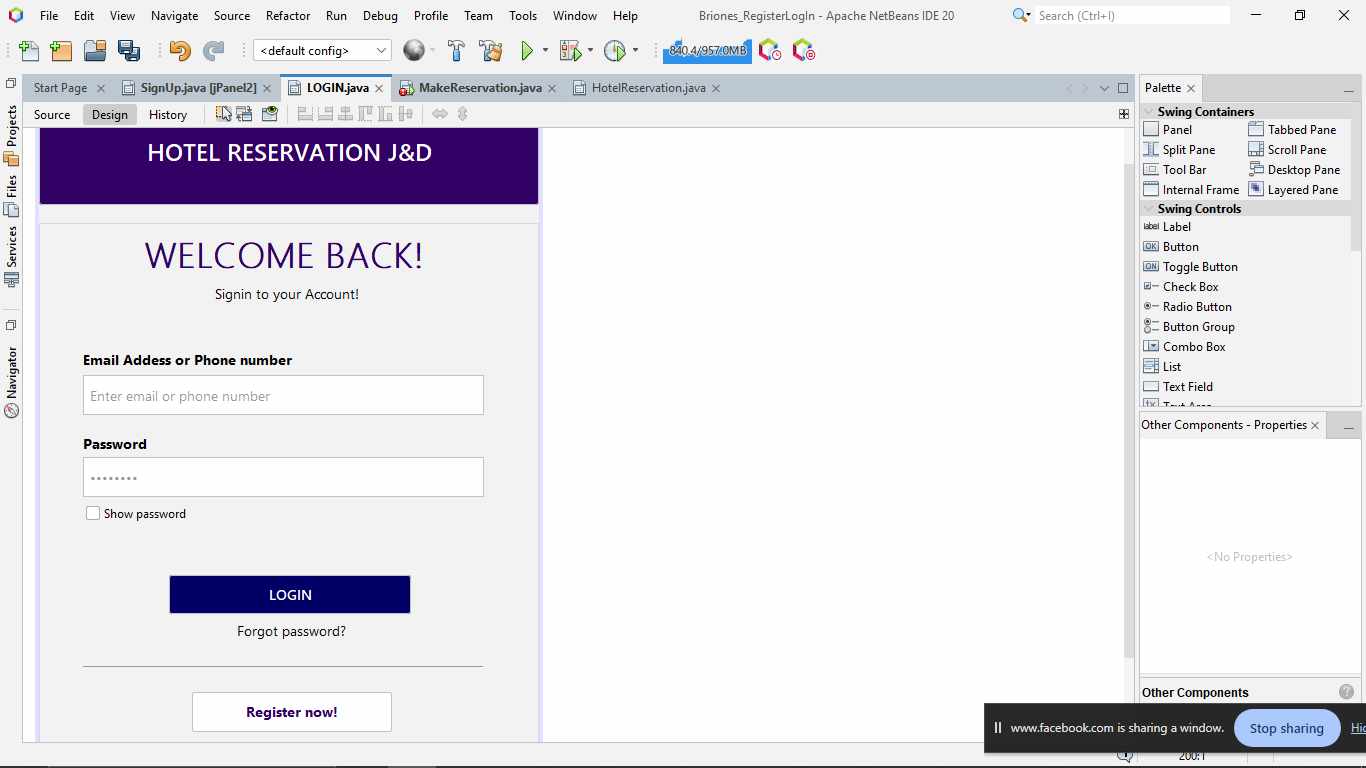 File Edit View Navigate Source Refactor Run Debug Profile Team Tools Window Help Briones_RegisterLogIn - Apache NetBeans IDE 20 Search (Ctrl+I)
<default config> 840.4/957.0MB
Start Page SignUp.java [jPanel2] LOGIN.java MakeReservation.java HotelReservation.java
Source Design History
Projects
Files
Services
Navigator
HOTEL RESERVATION J&D
WELCOME BACK!
Signin to your Account!
Email Addess or Phone number
Enter email or phone number
Password
Show password
LOGIN
Forgot password?
Register now!
Palette
Swing Containers
Panel Tabbed Pane
Split Pane Scroll Pane
Tool Bar Desktop Pane
Internal Frame Layered Pane
Swing Controls
label Label
OK Button
ON Toggle Button
Check Box
Radio Button
Button Group
Combo Box
List
Text Field
Text Area
Other Components - Properties
<No Properties>
Other Components
www.facebook.com is sharing a window. Stop sharing
200:1